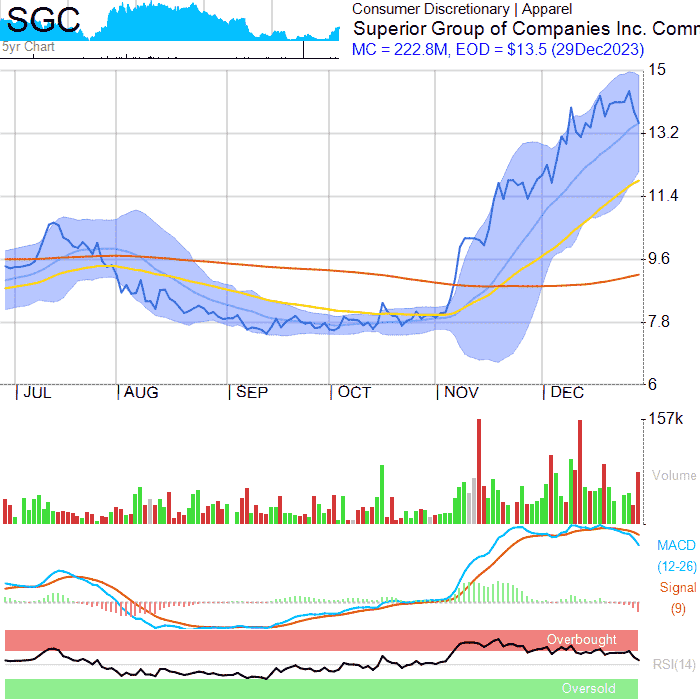 SGC
5yr Chart
Consumer Discretionary | Apparel
Superior Group of Companies Inc. Comm
MC = 222.8M, EOD = $13.5 (29Dec2023)
15
13.2
11.4
9.6
7.8
6
JUL AUG SEP OCT NOV DEC
157k
Volume
MACD
(12-26)
Signal
(9)
Overbought
RSI(14)
Oversold